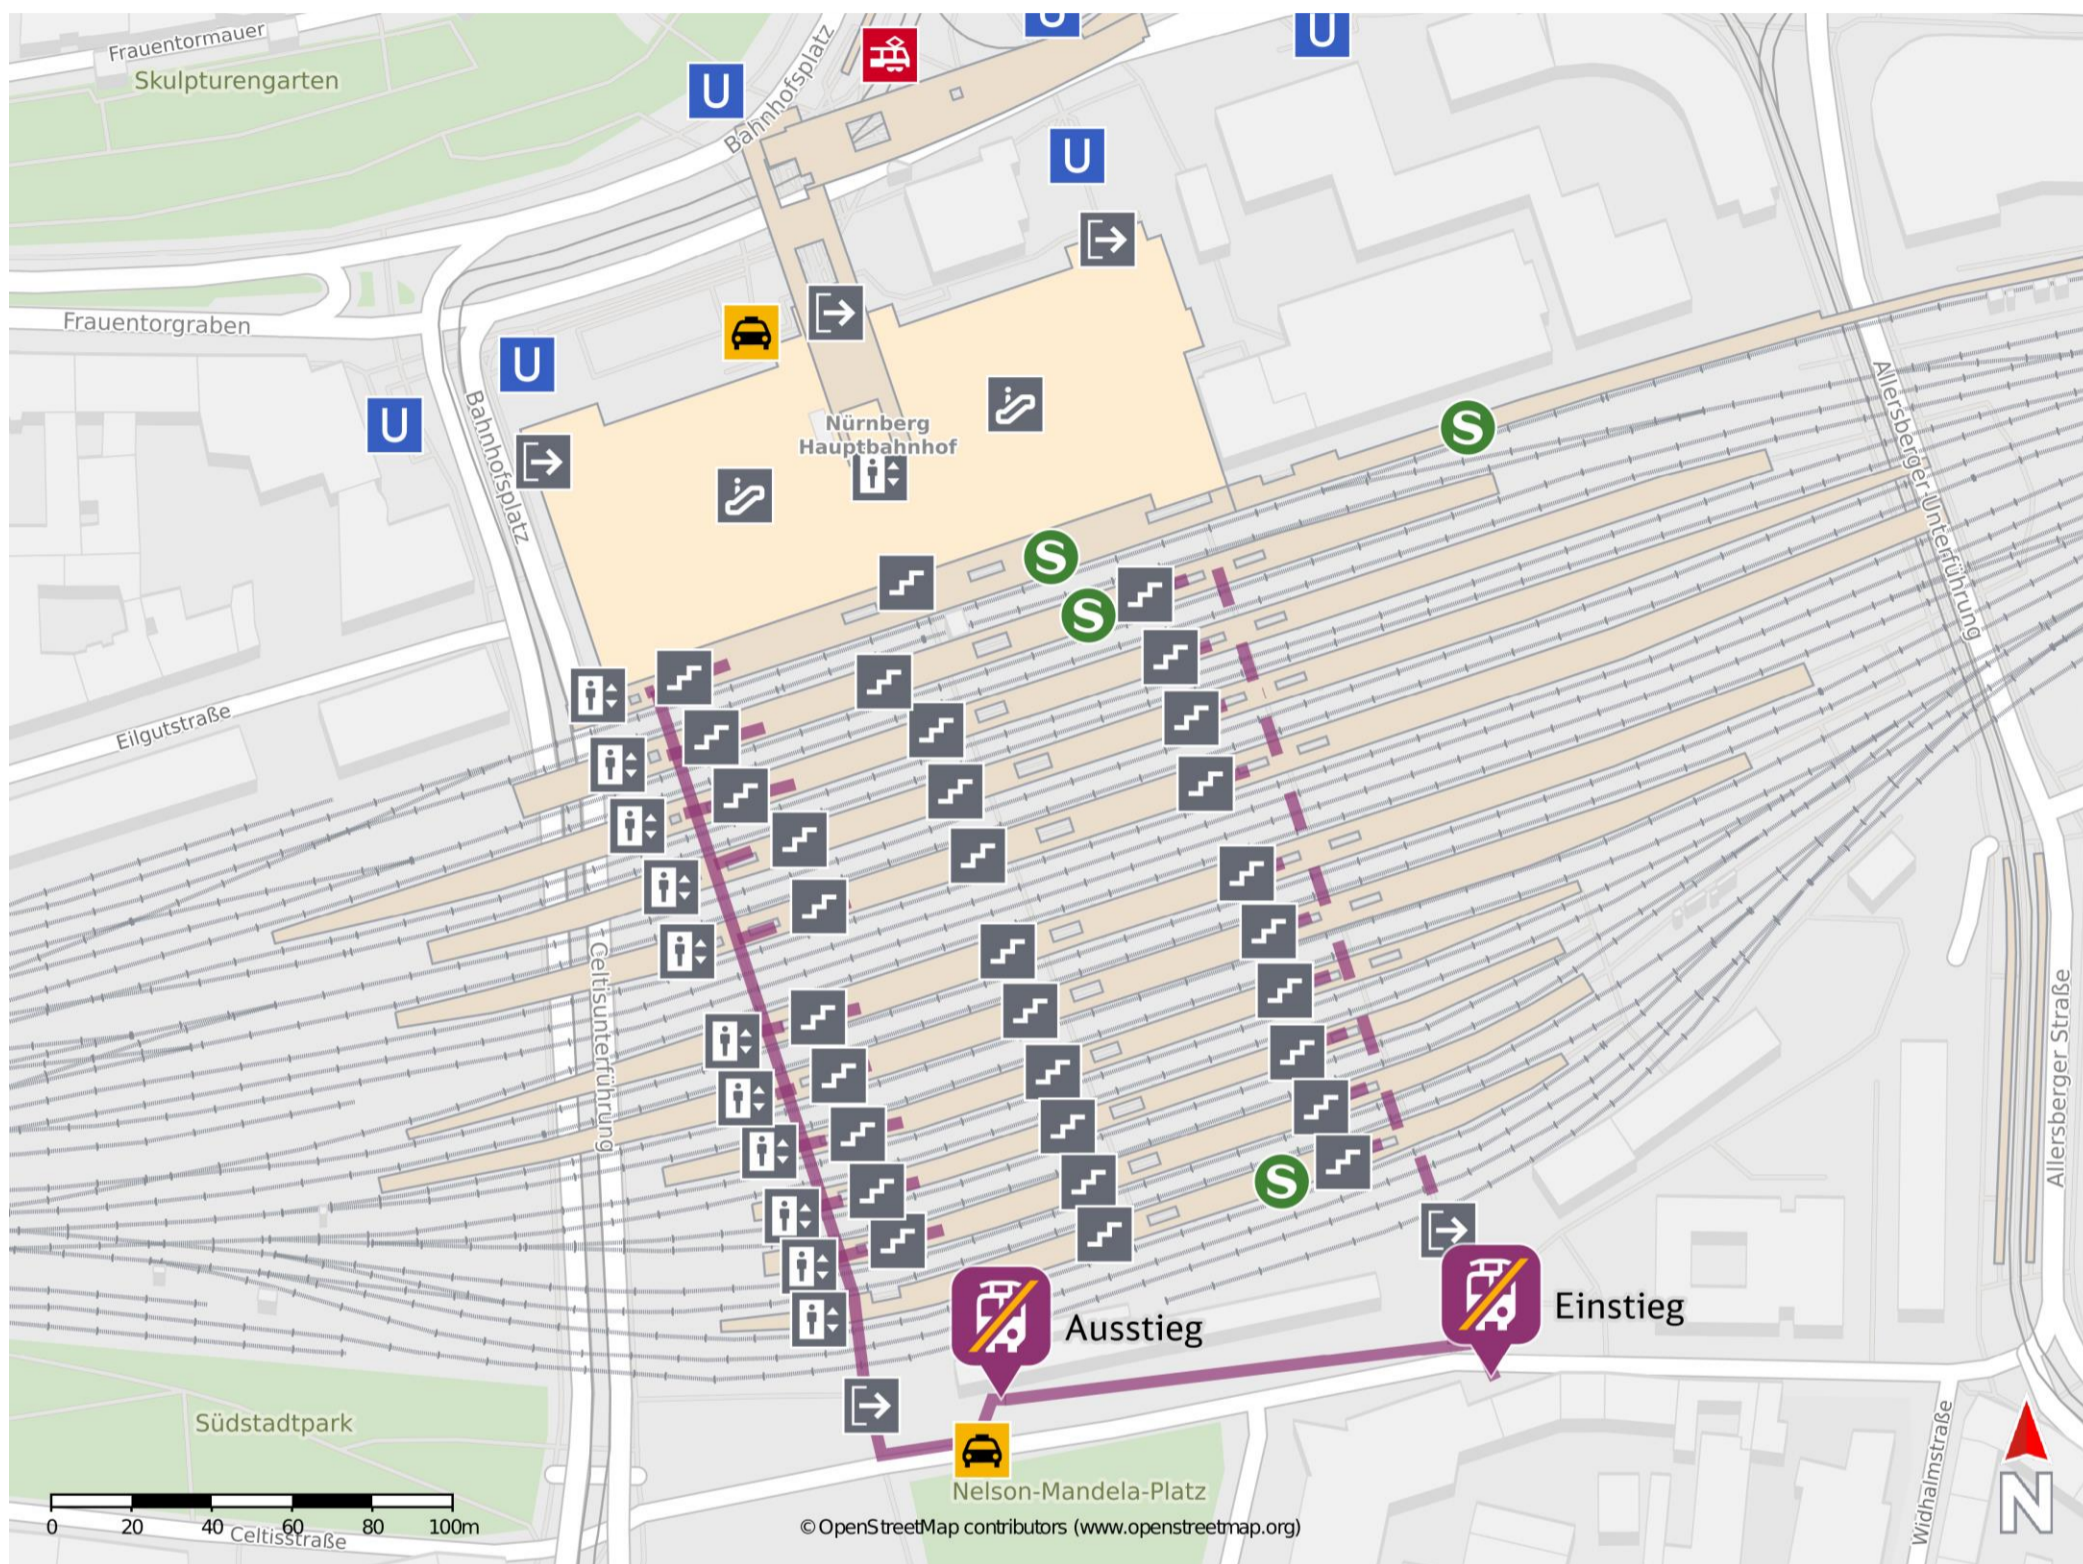 Frauentormauer
Skulpturengarten
Bahnhofsplatz
U
U
U
U
Frauentorgraben
U
U
Bahnhofsplatz
Nürnberg
Hauptbahnhof
S
S
S
Allersberger-Unterführung
Eilgutstraße
Celtisunterführung
Allersberger Straße
S
Ausstieg
Einstieg
Südstadtpark
Nelson-Mandela-Platz
Widhalmstraße
N
0 20 40 60 80 100m
Celtisstraße
© OpenStreetMap contributors (www.openstreetmap.org)